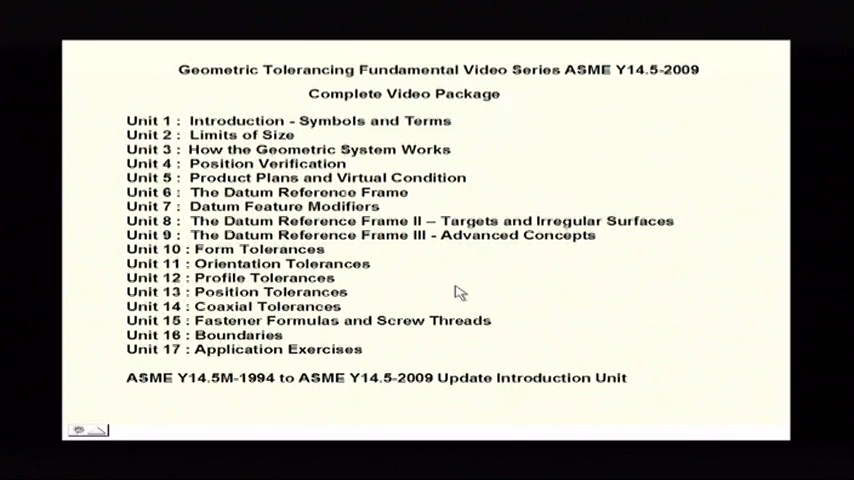 Geometric Tolerancing Fundamental Video Series ASME Y14.5-2009
Complete Video Package
Unit 1 : Introduction - Symbols and Terms
Unit 2 : Limits of Size
Unit 3 : How the Geometric System Works
Unit 4 : Position Verification
Unit 5 : Product Plans and Virtual Condition
Unit 6 : The Datum Reference Frame
Unit 7 : Datum Feature Modifiers
Unit 8 : The Datum Reference Frame II – Targets and Irregular Surfaces
Unit 9 : The Datum Reference Frame III - Advanced Concepts
Unit 10 : Form Tolerances
Unit 11 : Orientation Tolerances
Unit 12 : Profile Tolerances
Unit 13 : Position Tolerances
Unit 14 : Coaxial Tolerances
Unit 15 : Fastener Formulas and Screw Threads
Unit 16 : Boundaries
Unit 17 : Application Exercises
ASME Y14.5M-1994 to ASME Y14.5-2009 Update Introduction Unit